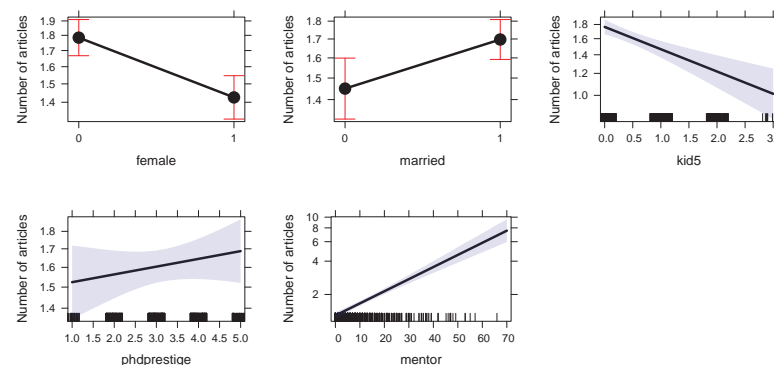 Number of articles
1.9
1.8
1.7
1.6
1.5
1.4
0 1
female
Number of articles
1.8
1.7
1.6
1.5
1.4
0 1
married
Number of articles
1.8
1.6
1.4
1.2
1.0
0.0 0.5 1.0 1.5 2.0 2.5
kid5
Number of articles
1.8
1.7
1.6
1.5
1.4
1.0 1.5 2.0 2.5 3.0 3.5 4.0 4.5 5.0
phdprestige
Number of articles
10
8
6
4
2
0 10 20 30 40 50 60 70
mentor